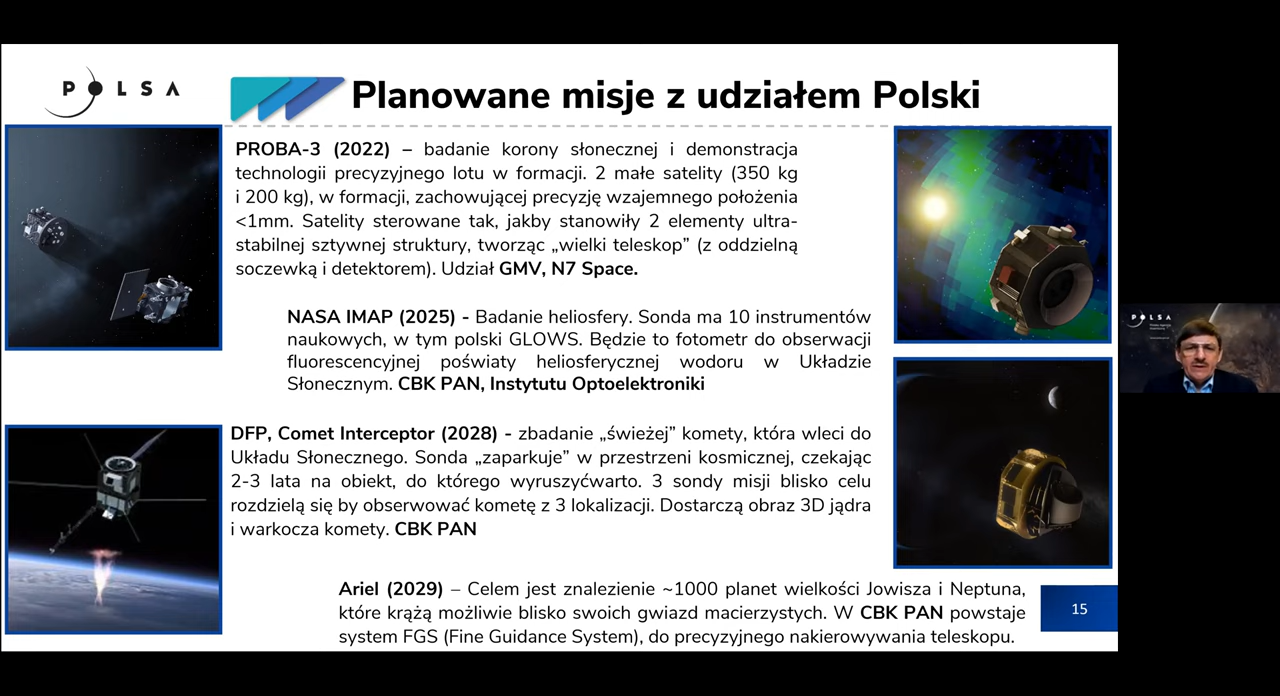 POLSA
Planowane misje z udziałem Polski
PROBA-3 (2022) – badanie korony słonecznej i demonstracja
technologii precyzyjnego lotu w formacji. 2 małe satelity (350 kg
i 200 kg), w formacji, zachowującej precyzję wzajemnego położenia
<1mm. Satelity sterowane tak, jakby stanowiły 2 elementy ultra-
stabilnej sztywnej struktury, tworząc „wielki teleskop” (z oddzielną
soczewką i detektorem). Udział GMV, N7 Space.
NASA IMAP (2025) - Badanie heliosfery. Sonda ma 10 instrumentów
naukowych, w tym polski GLOWS. Będzie to fotometr do obserwacji
fluorescencyjnej poświaty heliosferycznej wodoru w Układzie
Słonecznym. CBK PAN, Instytutu Optoelektroniki
DFP, Comet Interceptor (2028) - zbadanie „świeżej” komety, która wleci do
Układu Słonecznego. Sonda „zaparkuje” w przestrzeni kosmicznej, czekając
2-3 lata na obiekt, do którego wyruszyćwarto. 3 sondy misji blisko celu
rozdzielą się by obserwować kometę z 3 lokalizacji. Dostarczą obraz 3D jądra
i warkocza komety. CBK PAN
Ariel (2029) – Celem jest znalezienie ~1000 planet wielkości Jowisza i Neptuna,
które krążą możliwie blisko swoich gwiazd macierzystych. W CBK PAN powstaje
system FGS (Fine Guidance System), do precyzyjnego nakierowywania teleskopu.
15
POLSA